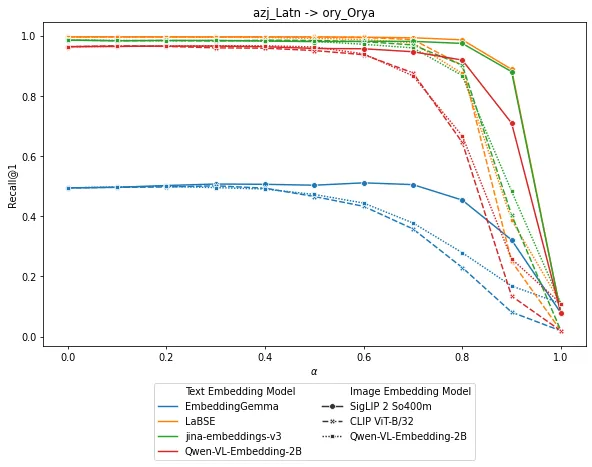 azj_Latn -> ory_Orya
Recall@1
1.0
0.8
0.6
0.4
0.2
0.0
0.0 0.2 0.4 0.6 0.8 1.0
α
Text Embedding Model
EmbeddingGemma
LaBSE
jina-embeddings-v3
Qwen-VL-Embedding-2B
Image Embedding Model
SigLIP 2 So400m
CLIP ViT-B/32
Qwen-VL-Embedding-2B